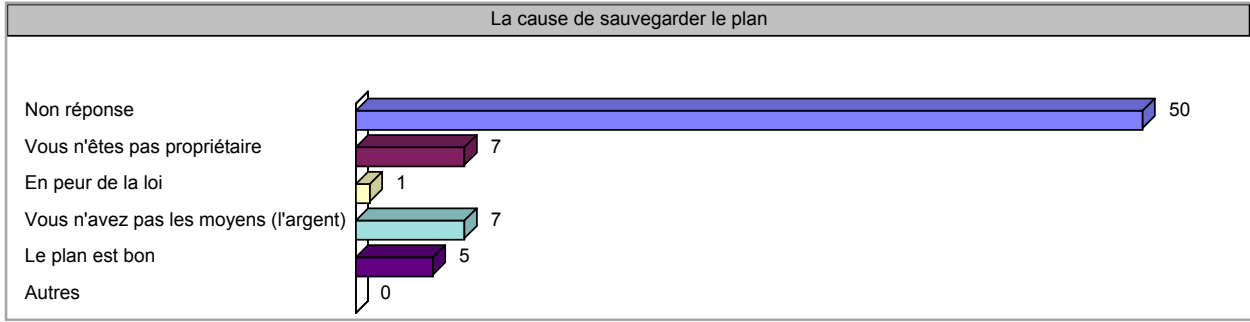 La cause de sauvegarder le plan
Non réponse 50
Vous n'êtes pas propriétaire 7
En peur de la loi 1
Vous n'avez pas les moyens (l'argent) 7
Le plan est bon 5
Autres 0